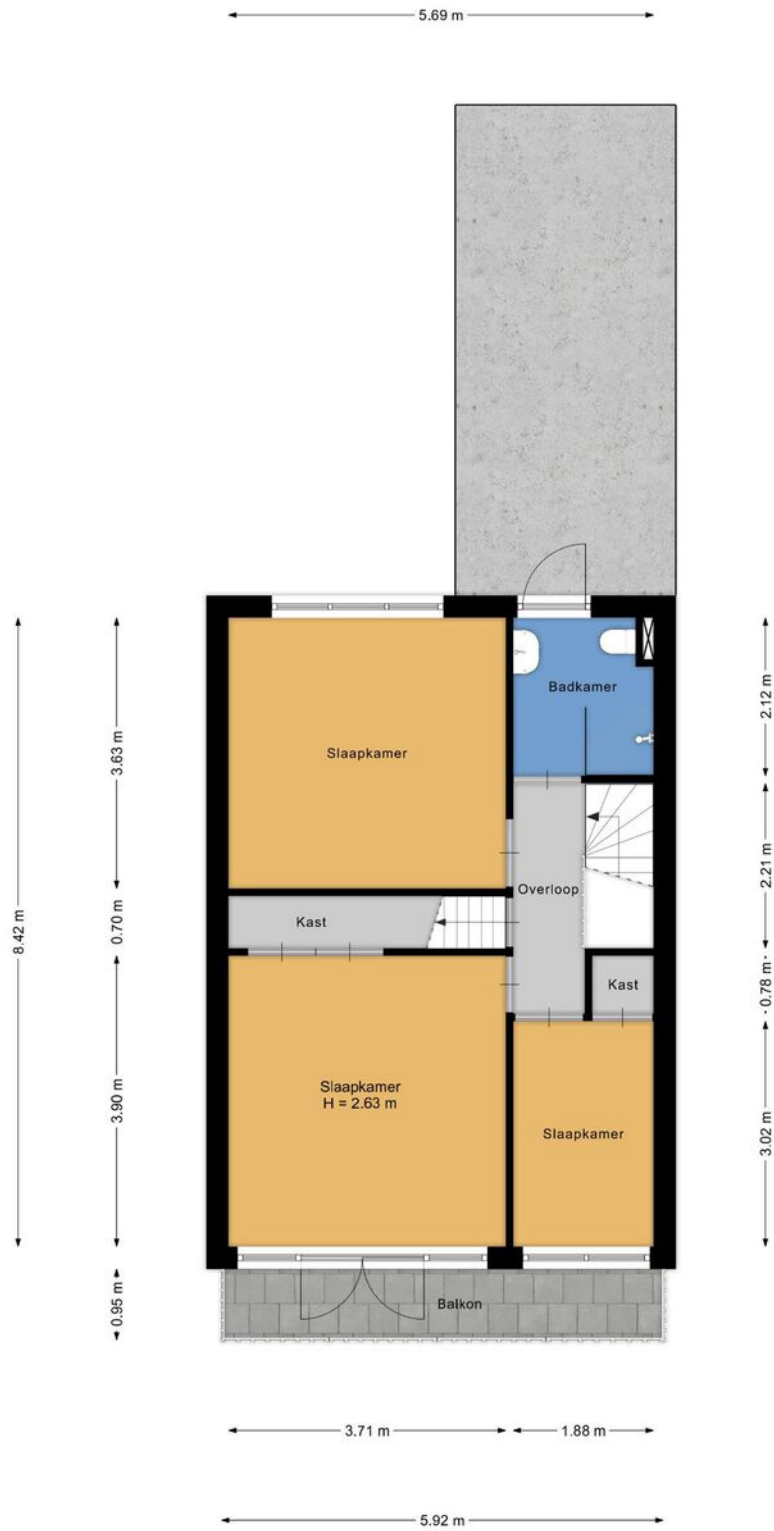 5.69 m
Badkamer
2.12 m
3.63 m
Slaapkamer
2.21 m
Overloop
8.42 m
0.70 m
Kast
0.78 m
Kast
3.90 m
Slaapkamer
H = 2.63 m
Slaapkamer
3.02 m
0.95 m
Balkon
3.71 m
1.88 m
5.92 m